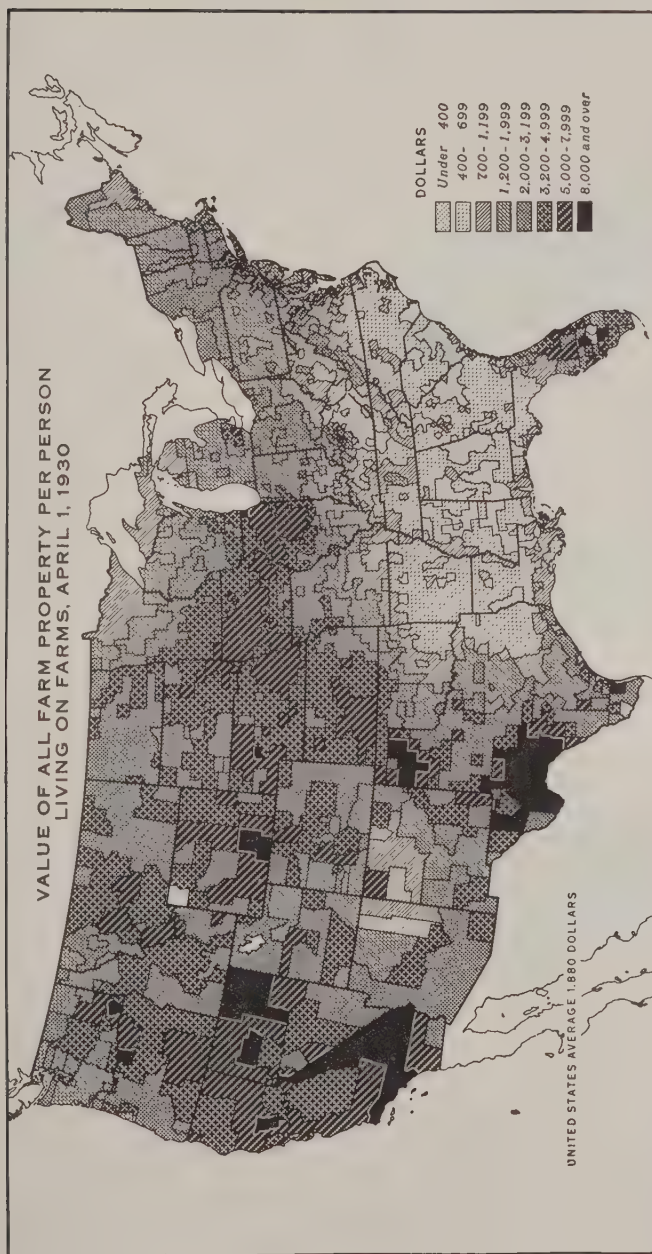 VALUE OF ALL FARM PROPERTY PER PERSON
LIVING ON FARMS, APRIL 1, 1930
DOLLARS
Under 400
400- 699
700-1,199
1,200-1,999
2,000-3,199
3,200-4,999
5,000-7,999
8,000 and over
UNITED STATES AVERAGE 1,880 DOLLARS